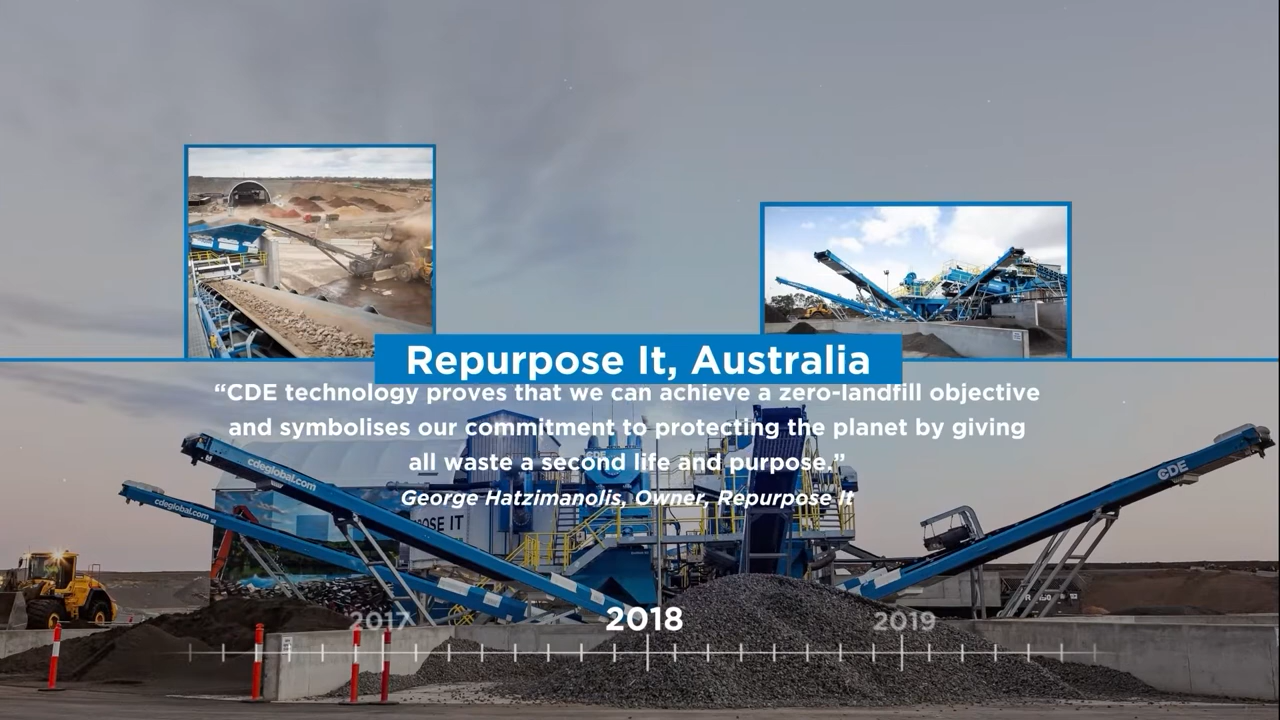 Repurpose It, Australia
“CDE technology proves that we can achieve a zero-landfill objective
and symbolises our commitment to protecting the planet by giving
all waste a second life and purpose.”
George Hatzimanolis, Owner, Repurpose It
cdeglobal.com
cdeglobal.com
CDE
CDE
OSE IT
2017
2018
2019